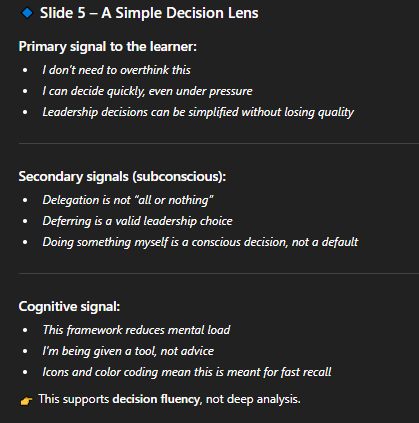 🔷 Slide 5 – A Simple Decision Lens
Primary signal to the learner:
• I don't need to overthink this
• I can decide quickly, even under pressure
• Leadership decisions can be simplified without losing quality
Secondary signals (subconscious):
• Delegation is not "all or nothing"
• Deferring is a valid leadership choice
• Doing something myself is a conscious decision, not a default
Cognitive signal:
• This framework reduces mental load
• I'm being given a tool, not advice
• Icons and color coding mean this is meant for fast recall
👉 This supports decision fluency, not deep analysis.